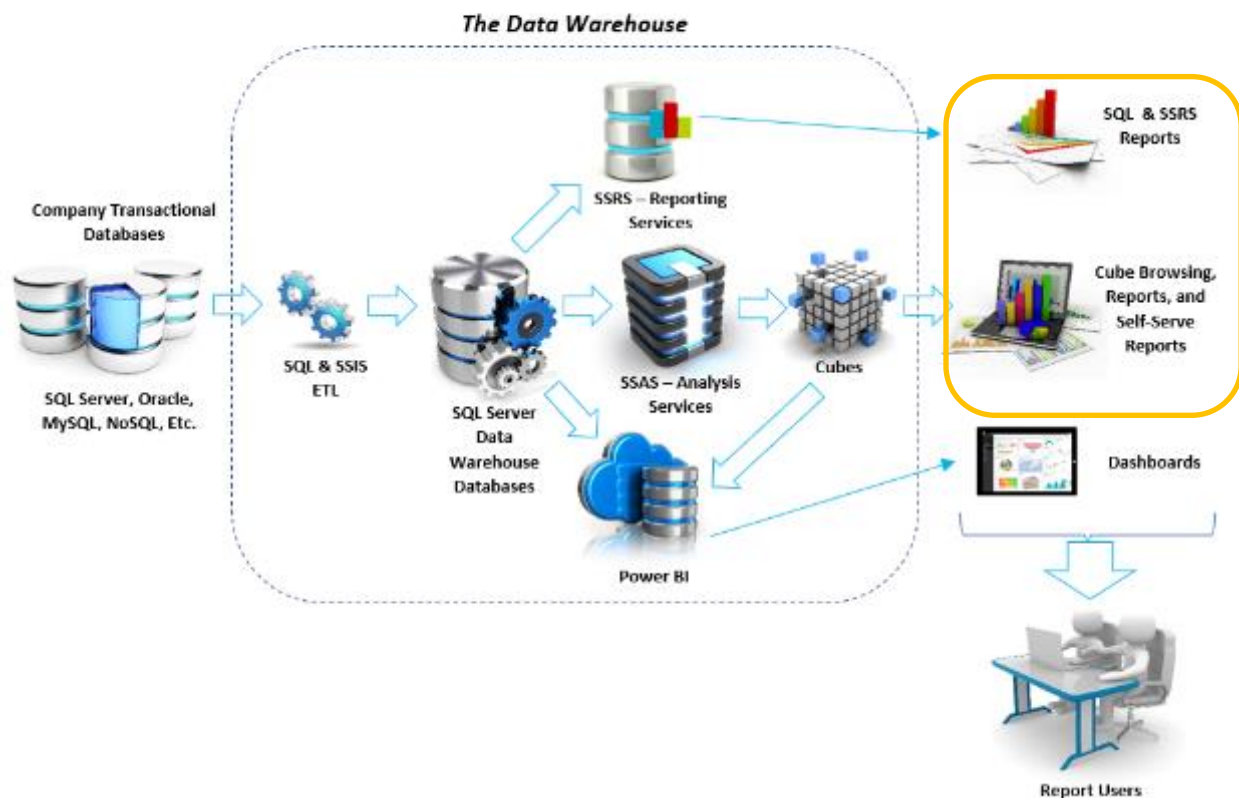 The Data Warehouse
SQL & SSRS
Reports
SSRS – Reporting
Services
Company Transactional
Databases
Cube Browsing,
Reports, and
Self-Serve
Reports
SQL & SSIS
ETL
Cubes
SSAS – Analysis
Services
SQL Server, Oracle,
MySQL, NoSQL, Etc.
SQL Server
Data
Warehouse
Databases
Dashboards
Power BI
Report Users